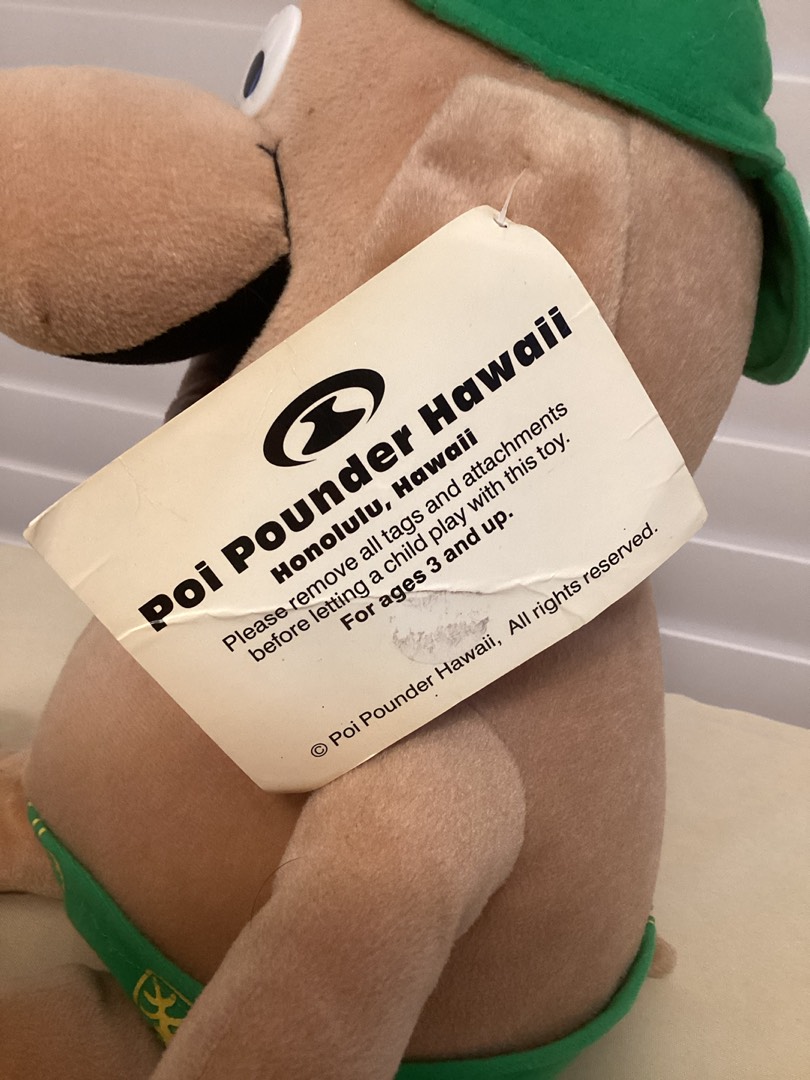 Poi Pounder Hawaii
Honolulu, Hawaii
Please remove all tags and attachments
before letting a child play with this toy.
For ages 3 and up.
© Poi Pounder Hawaii, All rights reserved.